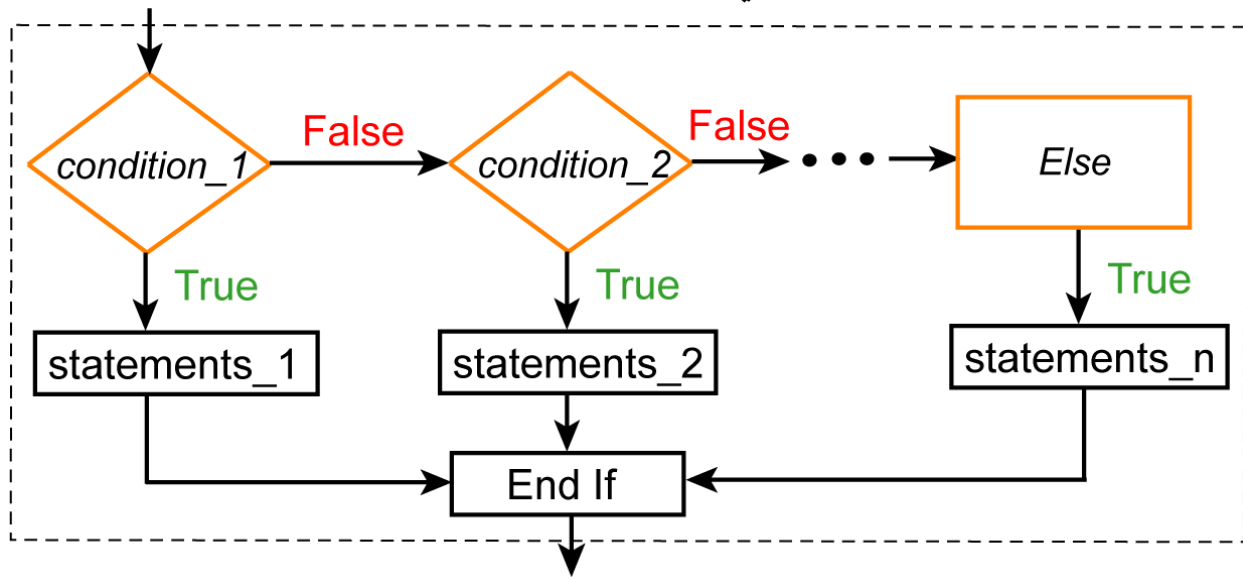 False
False
condition_1
condition_2
• • •
Else
True
True
True
statements_1
statements_2
statements_n
End If